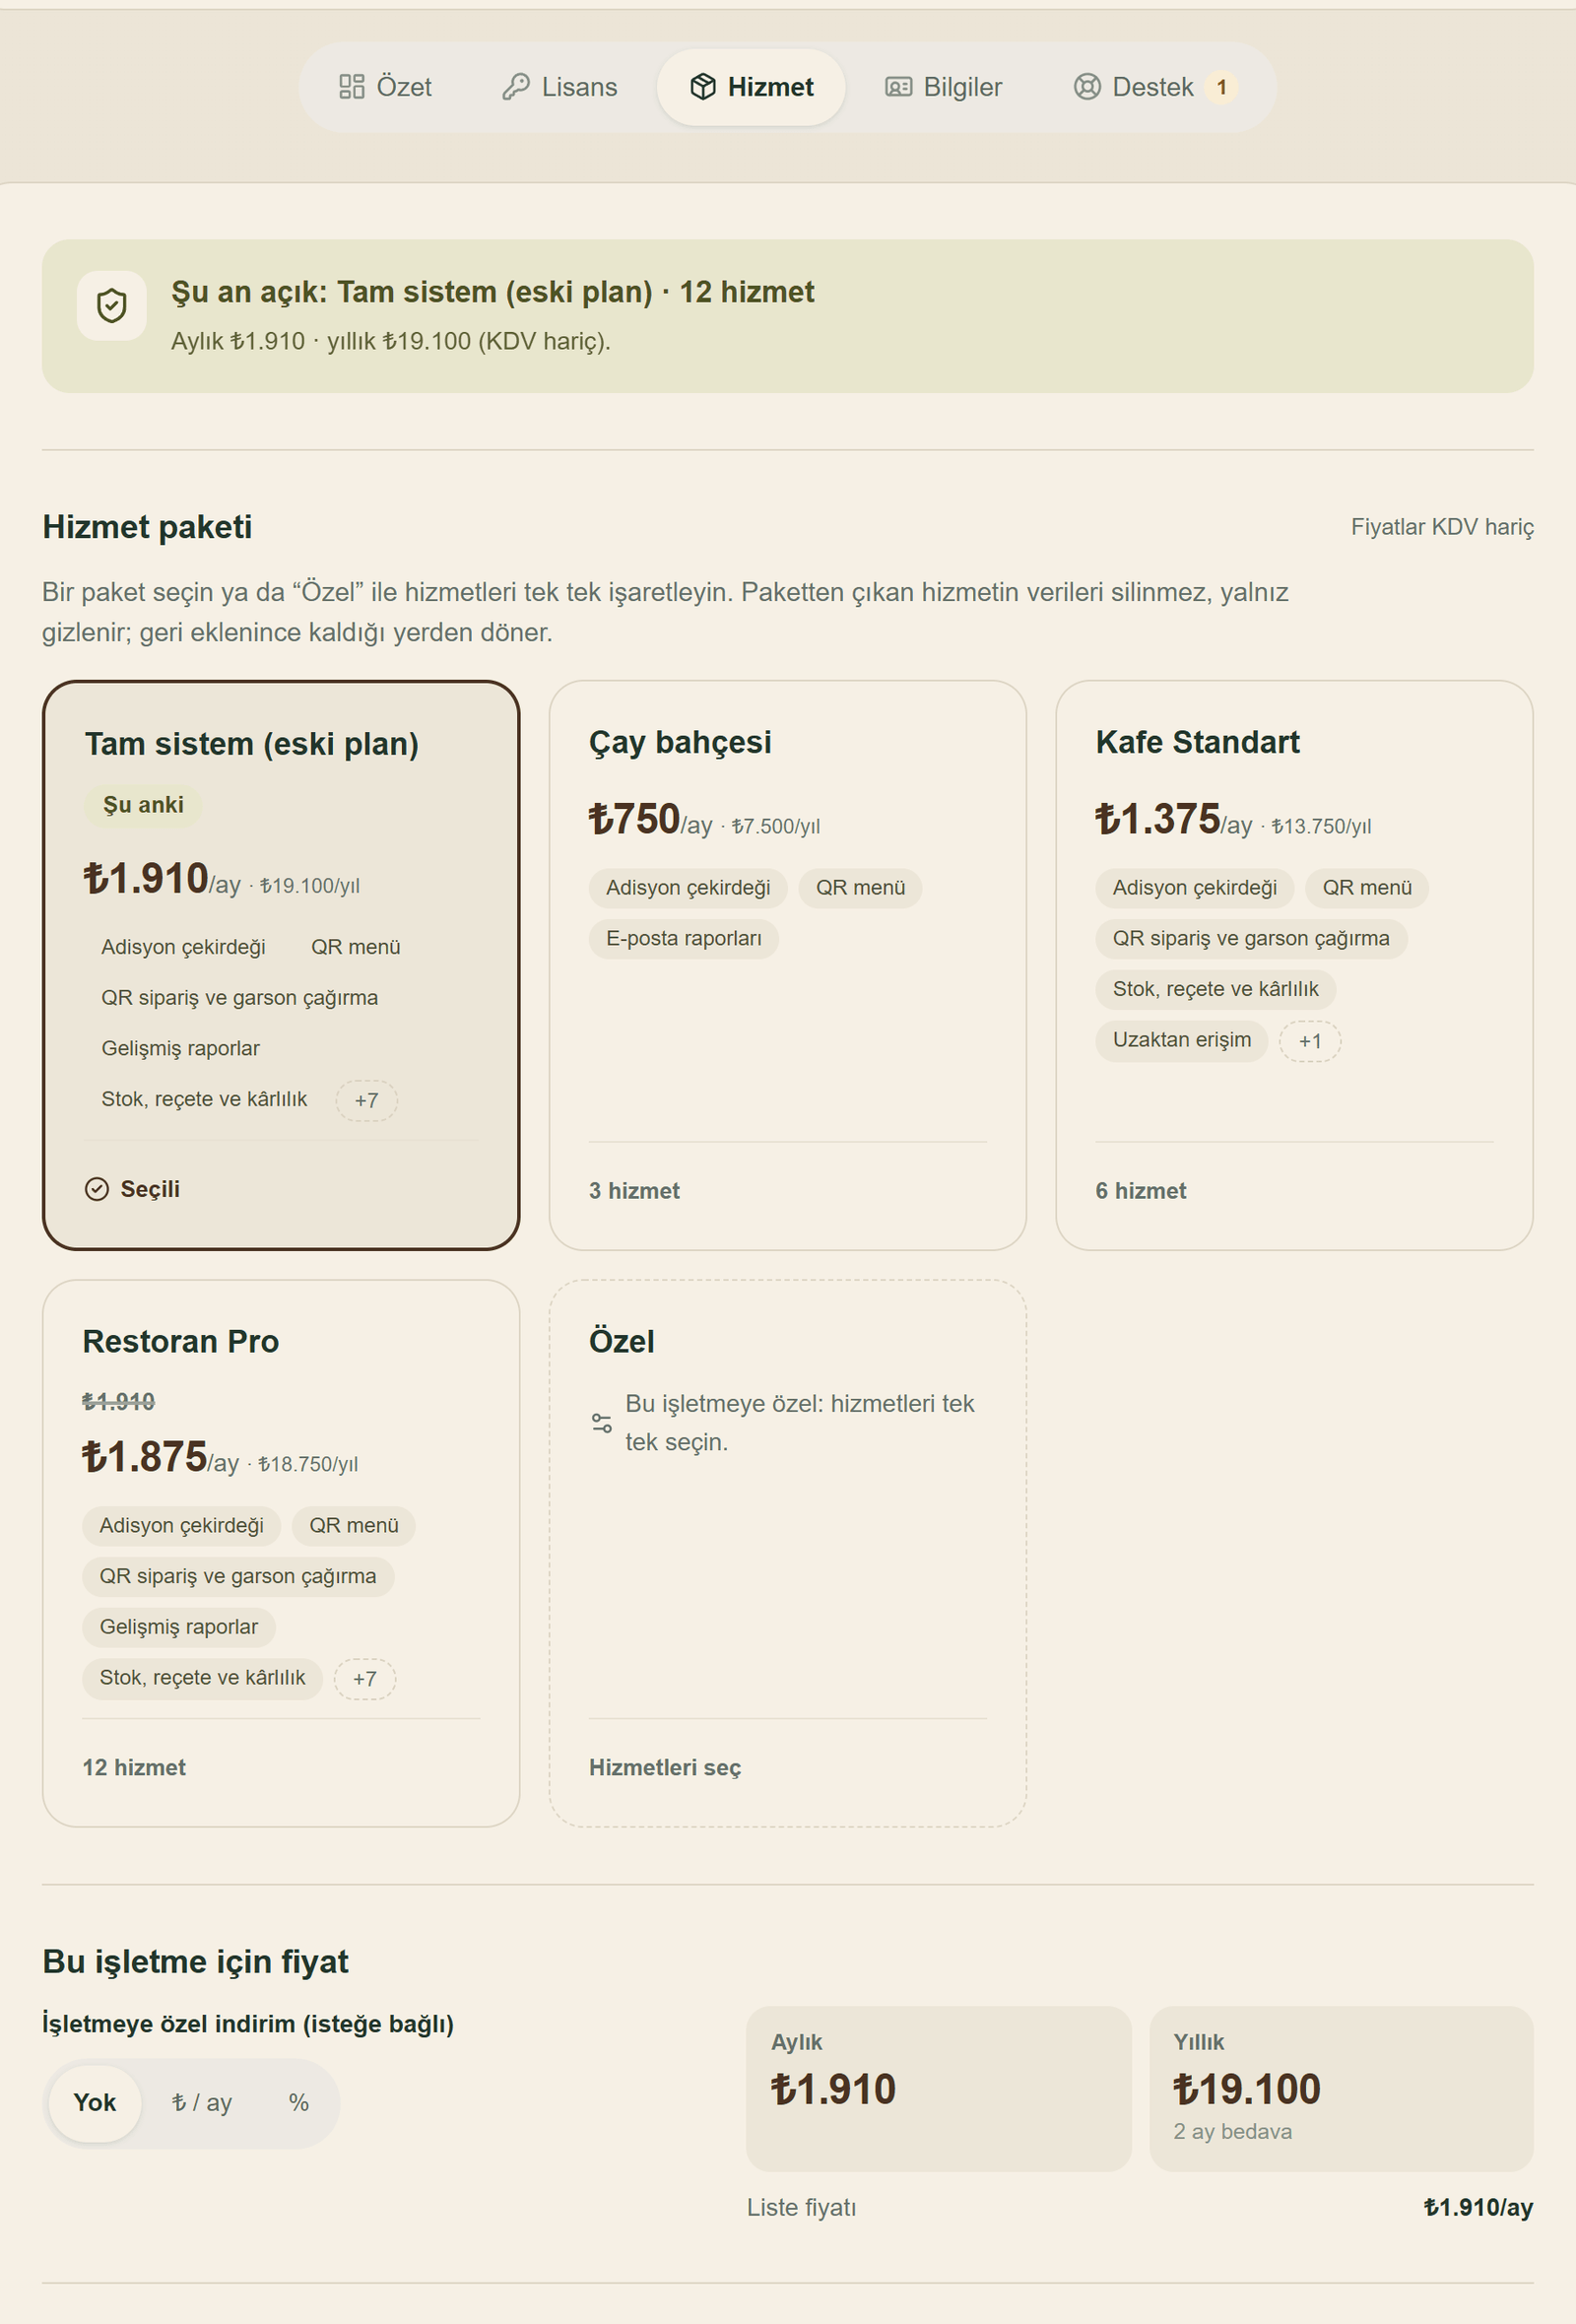 Özet
Lisans
Hizmet
Bilgiler
Destek 1
Şu an açık: Tam sistem (eski plan) · 12 hizmet
Aylık ₺1.910 · yıllık ₺19.100 (KDV hariç).
Hizmet paketi
Fiyatlar KDV hariç
Bir paket seçin ya da “Özel” ile hizmetleri tek tek işaretleyin. Paketten çıkan hizmetin verileri silinmez, yalnız
gizlenir; geri eklenince kaldığı yerden döner.
Tam sistem (eski plan)
Şu anki
₺1.910/ay · ₺19.100/yıl
Adisyon çekirdeği
QR menü
QR sipariş ve garson çağırma
Gelişmiş raporlar
Stok, reçete ve kârlılık
+7
Seçili
Çay bahçesi
₺750/ay · ₺7.500/yıl
Adisyon çekirdeği
QR menü
E-posta raporları
3 hizmet
Kafe Standart
₺1.375/ay · ₺13.750/yıl
Adisyon çekirdeği
QR menü
QR sipariş ve garson çağırma
Stok, reçete ve kârlılık
Uzaktan erişim
+1
6 hizmet
Restoran Pro
₺1.910
₺1.875/ay · ₺18.750/yıl
Adisyon çekirdeği
QR menü
QR sipariş ve garson çağırma
Gelişmiş raporlar
Stok, reçete ve kârlılık
+7
12 hizmet
Özel
Bu işletmeye özel: hizmetleri tek
tek seçin.
Hizmetleri seç
Bu işletme için fiyat
İşletmeye özel indirim (isteğe bağlı)
Yok
₺ / ay
%
Aylık
₺1.910
Yıllık
₺19.100
2 ay bedava
Liste fiyatı
₺1.910/ay